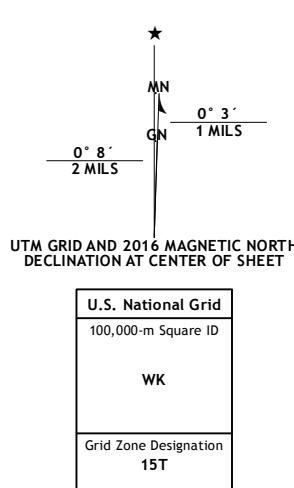 ★
MN
0° 3´
1 MILS
GN
0° 8´
2 MILS
UTM GRID AND 2016 MAGNETIC NORTH
DECLINATION AT CENTER OF SHEET
U.S. National Grid
100,000-m Square ID
WK
Grid Zone Designation
15T